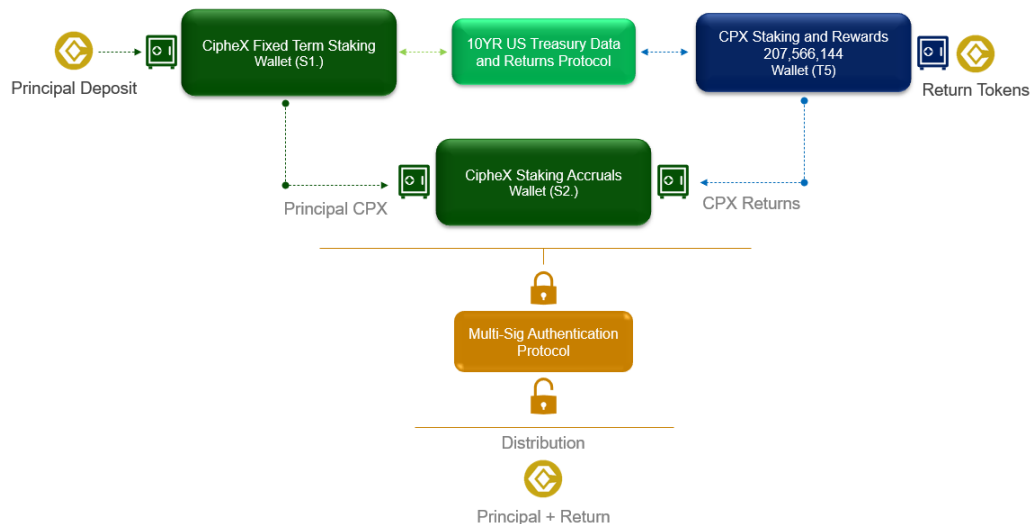 Principal Deposit
CipheX Fixed Term Staking
Wallet (S1.)
10YR US Treasury Data
and Returns Protocol
CPX Staking and Rewards
207,566,144
Wallet (T5)
Return Tokens
Principal CPX
CipheX Staking Accruals
Wallet (S2.)
CPX Returns
Multi-Sig Authentication
Protocol
Distribution
Principal + Return